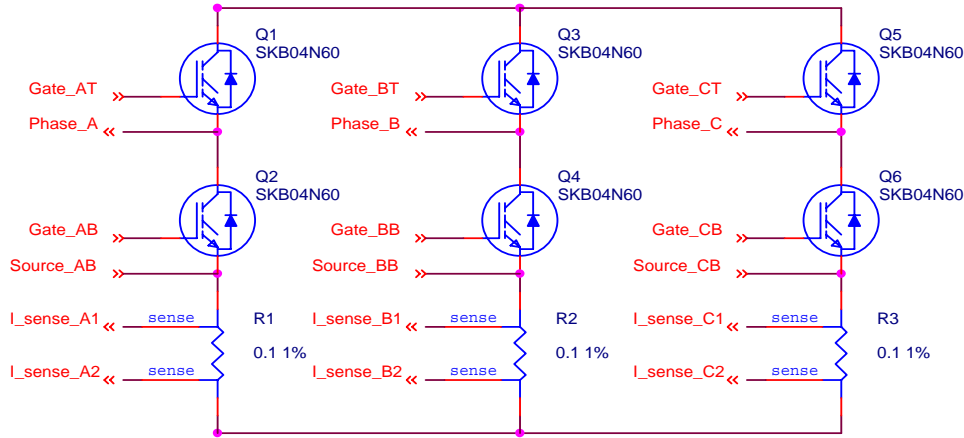 Q1
SKB04N60
Q3
SKB04N60
Q5
SKB04N60
Gate_AT
Gate_BT
Gate_CT
Phase_A
Phase_B
Phase_C
Q2
SKB04N60
Q4
SKB04N60
Q6
SKB04N60
Gate_AB
Gate_BB
Gate_CB
Source_AB
Source_BB
Source_CB
I_sense_A1
sense
R1
I_sense_B1
sense
R2
I_sense_C1
sense
R3
0.1 1%
0.1 1%
0.1 1%
I_sense_A2
sense
I_sense_B2
sense
I_sense_C2
sense